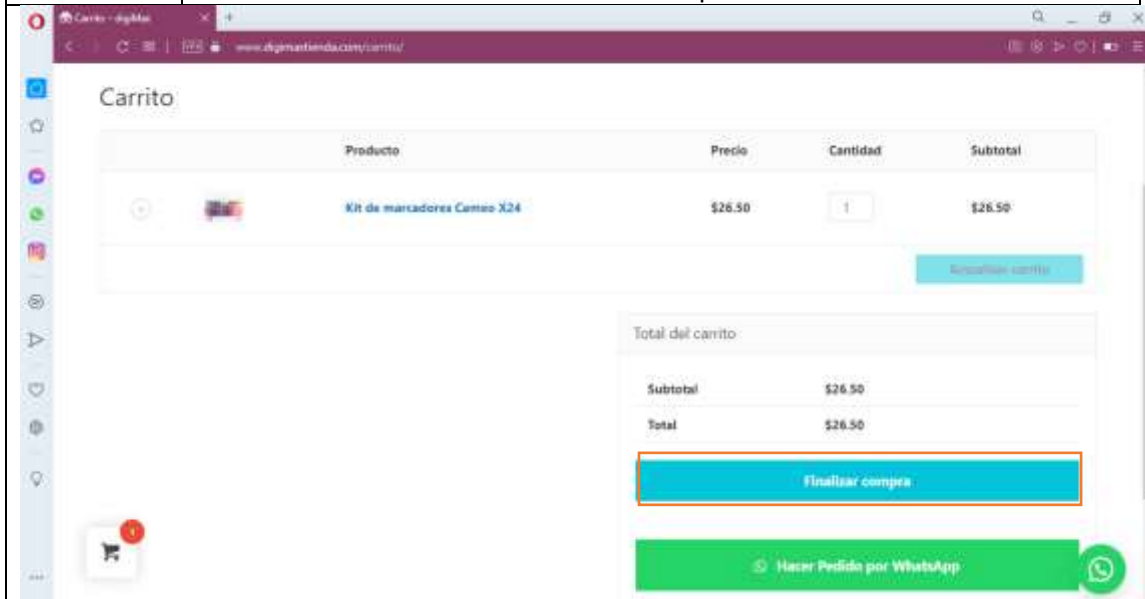 Carrito - digiMas
VPN
www.digimastienda.com/carrito/
Carrito
Producto Precio Cantidad Subtotal
Kit de marcadores Cameo X24 $26.50 1 $26.50
Actualizar carrito
Total del carrito
Subtotal $26.50
Total $26.50
Finalizar compra
1
Hacer Pedido por WhatsApp